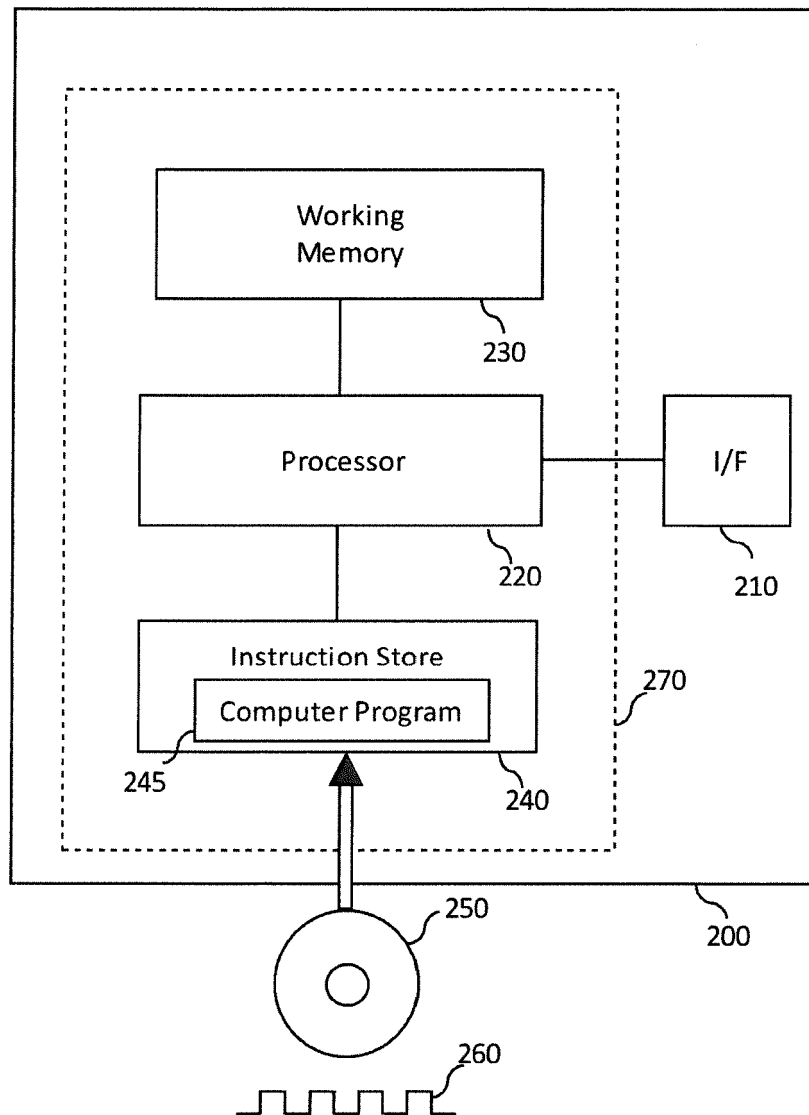 Working
Memory
230
Processor
I/F
220
210
Instruction Store
270
Computer Program
245
240
250
200
260